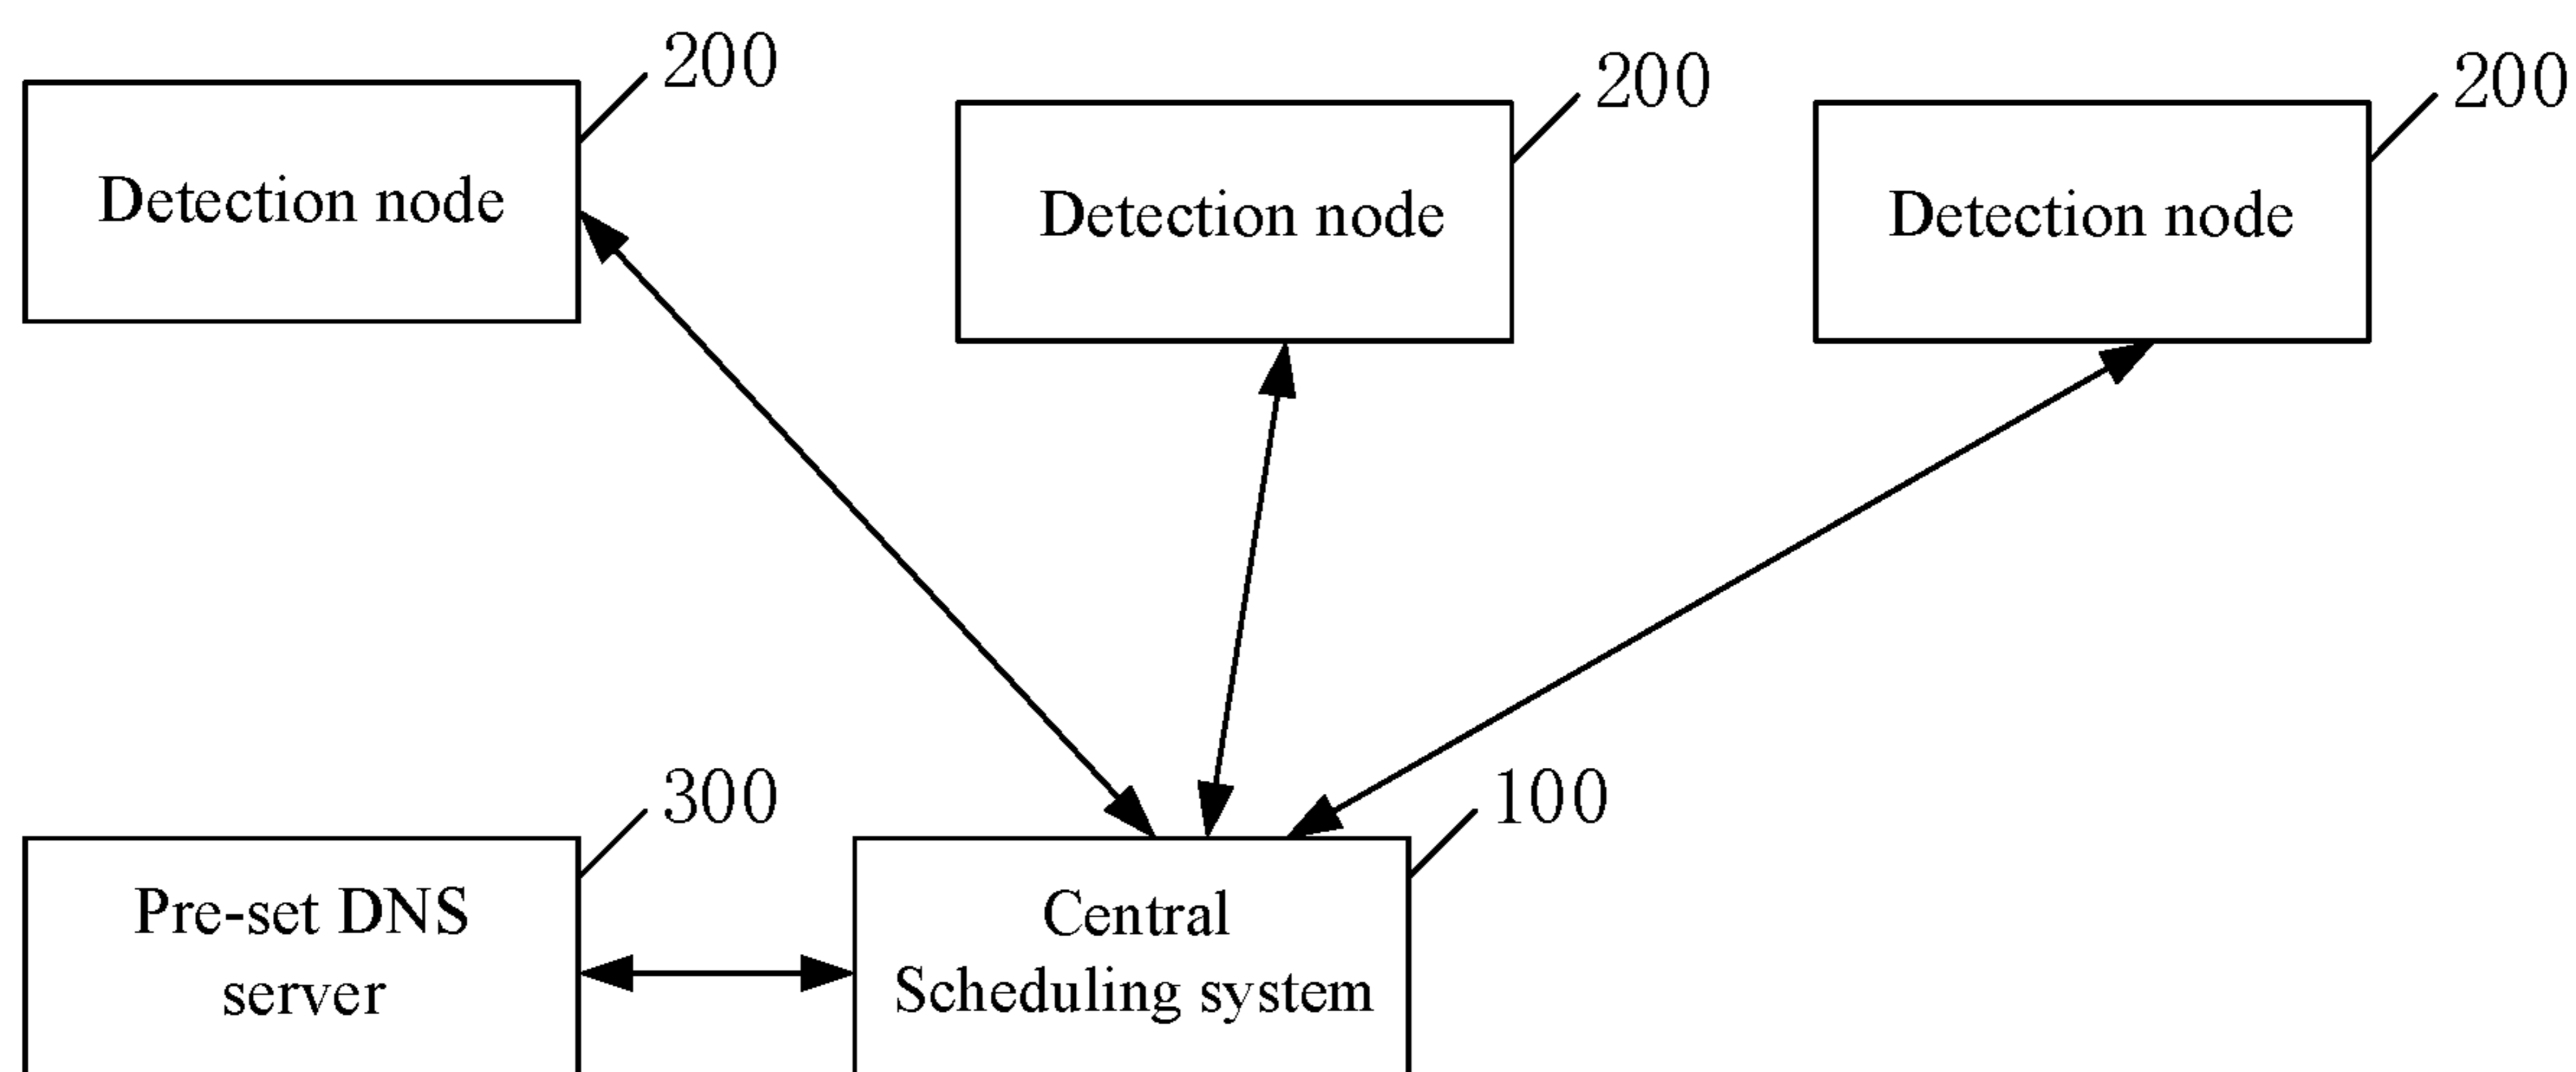 200
200
200
Detection node
Detection node
Detection node
300
100
Pre-set DNS
server
Central
Scheduling system